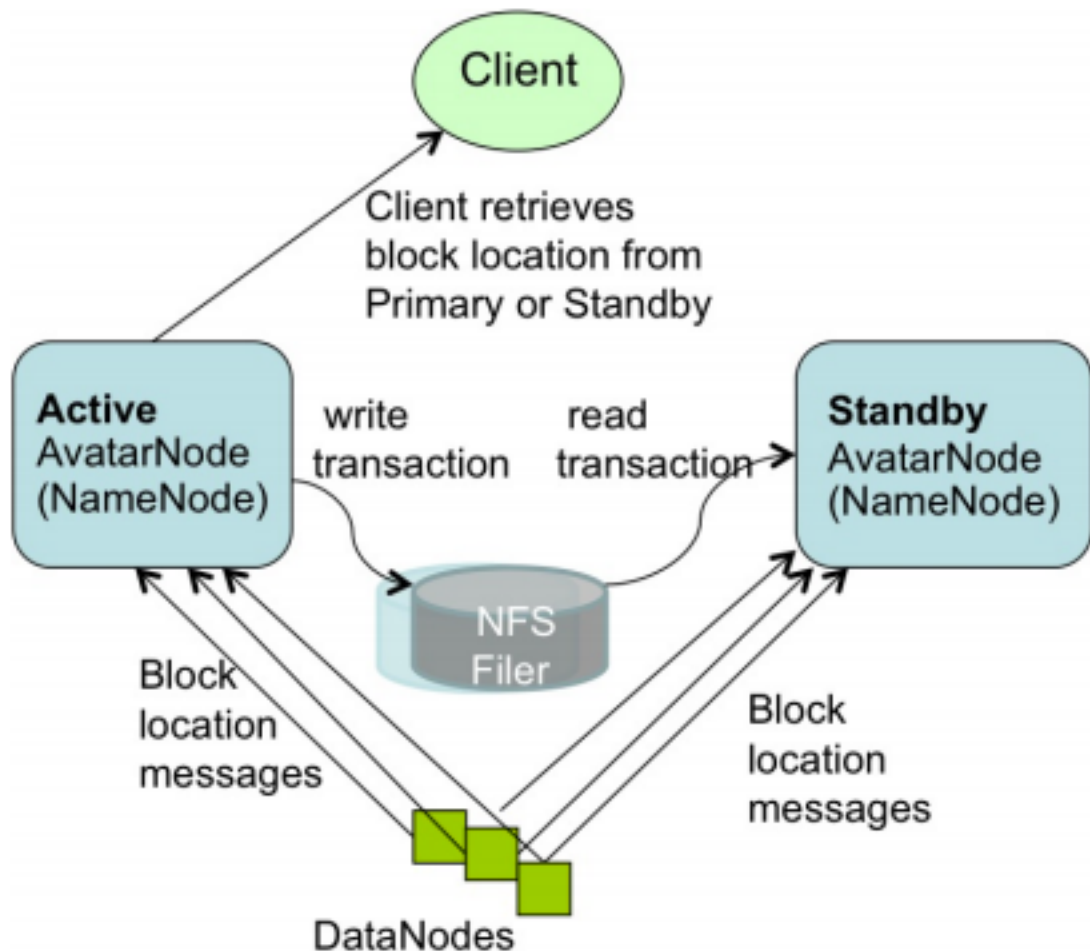 Client
Client retrieves
block location from
Primary or Standby
Active
AvatarNode
(NameNode)
write
transaction
read
transaction
Standby
AvatarNode
(NameNode)
NFS
Filer
Block
location
messages
Block
location
messages
DataNodes